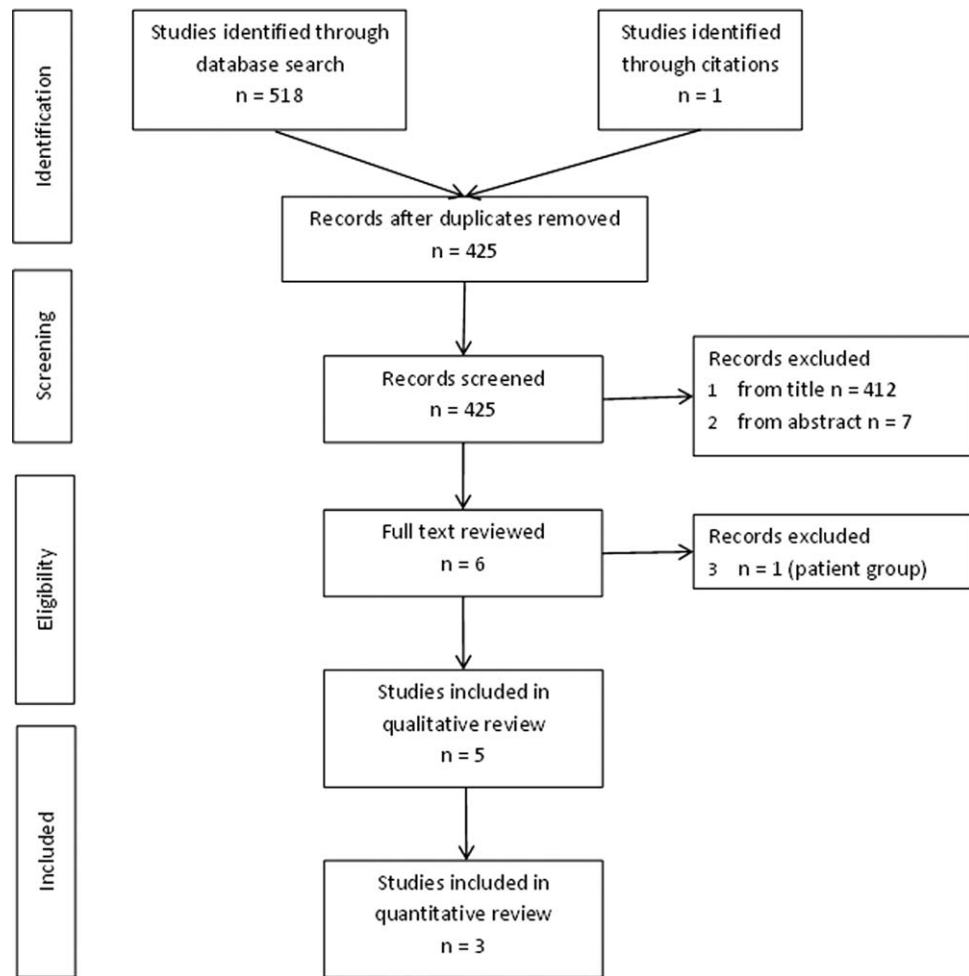 Identification
Studies identified through
database search
n = 518
Studies identified
through citations
n = 1
Records after duplicates removed
n = 425
Screening
Records screened
n = 425
Records excluded
1 from title n = 412
2 from abstract n = 7
Eligibility
Full text reviewed
n = 6
Records excluded
3 n = 1 (patient group)
Studies included in
qualitative review
n = 5
Included
Studies included in
quantitative review
n = 3